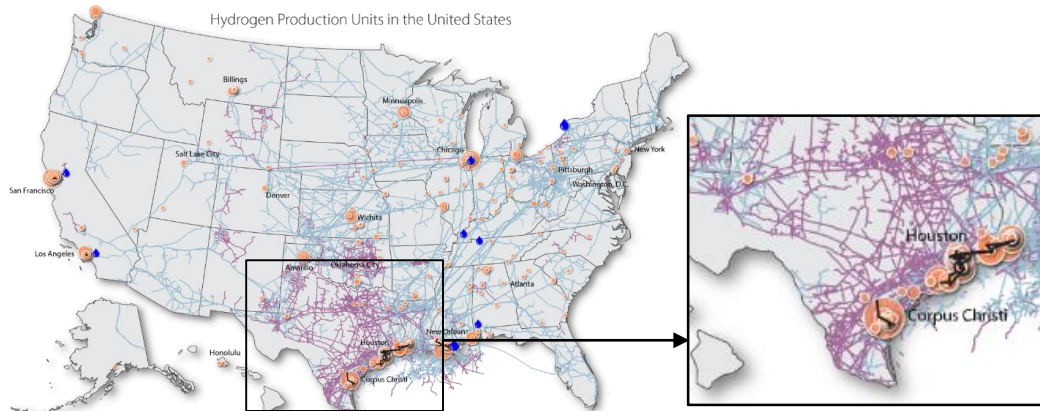 Hydrogen Production Units in the United States
Billings
Minneapolis
Chicago
New York
Salt Lake City
Pittsburgh
San Francisco
Denver
Washington, D.C.
Wichita
Los Angeles
Amarillo
Oklahoma City
Atlanta
New Orlean
Honolulu
Houston
Corpus Christi
Houston
Corpus Christi